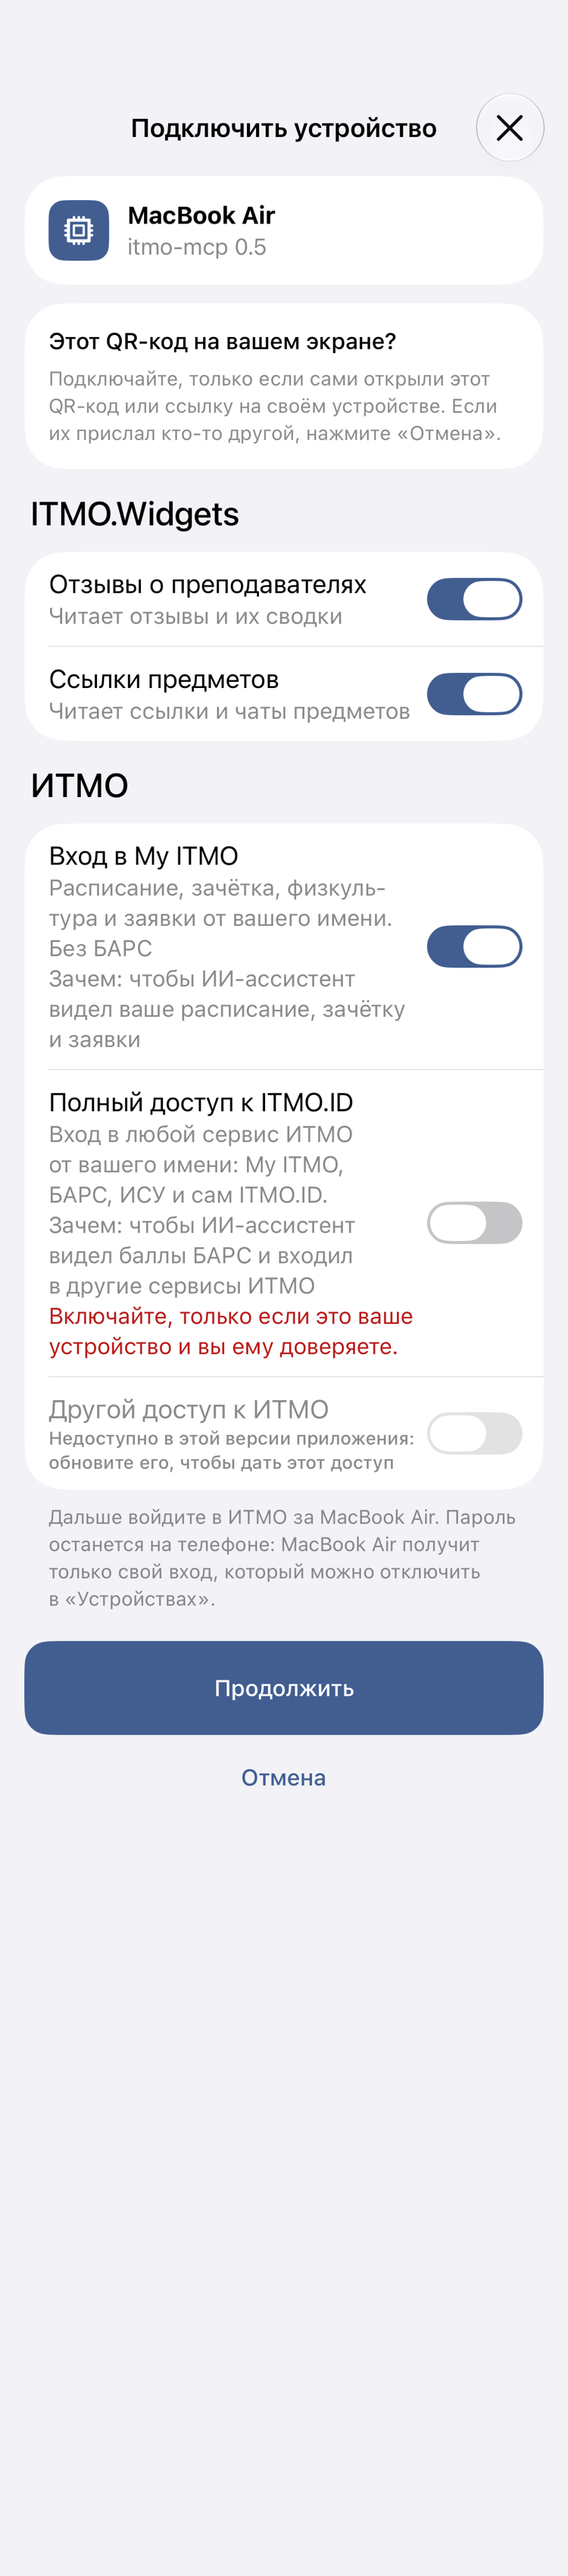 Подключить устройство
MacBook Air
itmo-mcp 0.5
Этот QR-код на вашем экране?
Подключайте, только если сами открыли этот
QR-код или ссылку на своём устройстве. Если
их прислал кто-то другой, нажмите «Отмена».
ITMO.Widgets
Отзывы о преподавателях
Читает отзывы и их сводки
Ссылки предметов
Читает ссылки и чаты предметов
ИТМО
Вход в My ITMO
Расписание, зачётка, физкуль-
тура и заявки от вашего имени.
Без БАРС
Зачем: чтобы ИИ-ассистент
видел ваше расписание, зачётку
и заявки
Полный доступ к ITMO.ID
Вход в любой сервис ИТМО
от вашего имени: My ITMO,
БАРС, ИСУ и сам ITMO.ID.
Зачем: чтобы ИИ-ассистент
видел баллы БАРС и входил
в другие сервисы ИТМО
Включайте, только если это ваше
устройство и вы ему доверяете.
Другой доступ к ИТМО
Недоступно в этой версии приложения:
обновите его, чтобы дать этот доступ
Дальше войдите в ИТМО за MacBook Air. Пароль
останется на телефоне: MacBook Air получит
только свой вход, который можно отключить
в «Устройствах».
Продолжить
Отмена